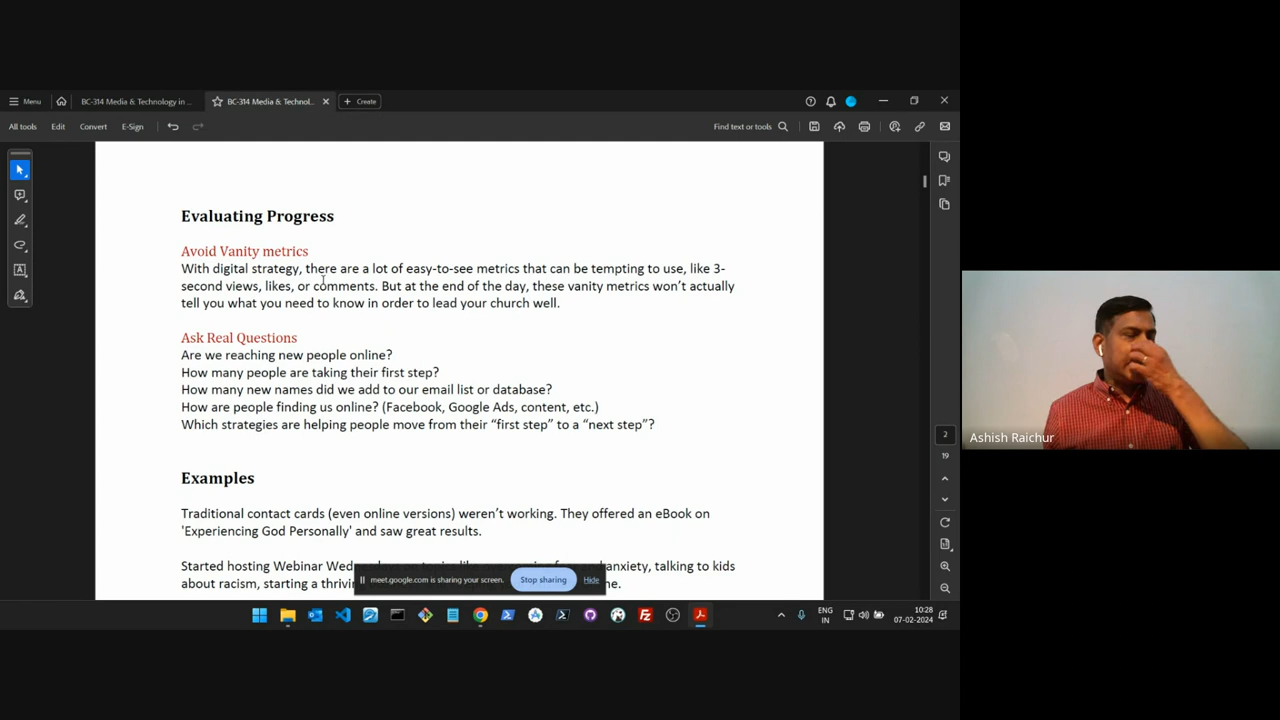 Menu
BC-314 Media & Technology in ...
BC-314 Media & Technol...
Create
All tools
Edit
Convert
E-Sign
Find text or tools
Evaluating Progress
Avoid Vanity metrics
With digital strategy, there are a lot of easy-to-see metrics that can be tempting to use, like 3-
second views, likes, or comments. But at the end of the day, these vanity metrics won't actually
tell you what you need to know in order to lead your church well.
Ask Real Questions
Are we reaching new people online?
How many people are taking their first step?
How many new names did we add to our email list or database?
How are people finding us online? (Facebook, Google Ads, content, etc.)
Which strategies are helping people move from their “first step” to a “next step”?
Examples
Traditional contact cards (even online versions) weren't working. They offered an eBook on
'Experiencing God Personally' and saw great results.
Started hosting Webinar Wed anxiety, talking to kids
about racism, starting a
meet.google.com is sharing your screen.
Stop sharing
Hide
2
19
ENG
IN
10:28
07-02-2024
Ashish Raichur